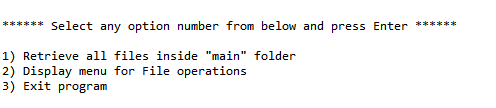 ****** Select any option number from below and press Enter ******
1) Retrieve all files inside "main" folder
2) Display menu for File operations
3) Exit program